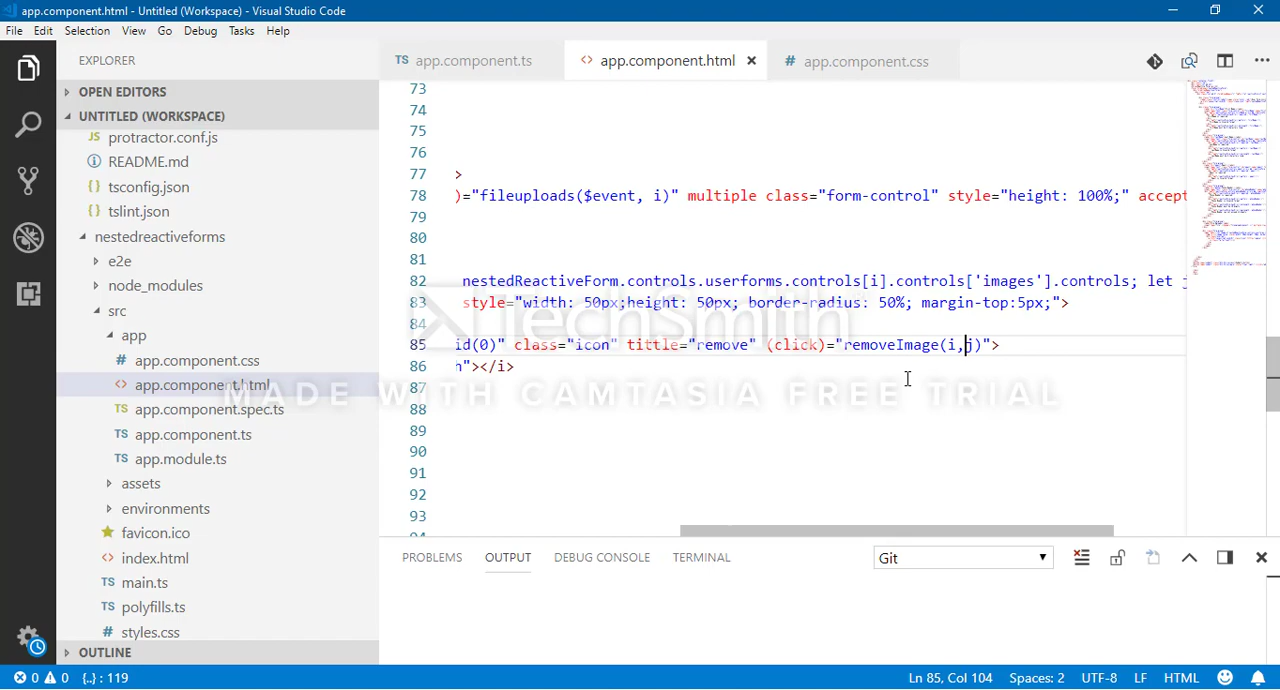 app.component.html - Untitled (Workspace) - Visual Studio Code
File Edit Selection View Go Debug Tasks Help
EXPLORER
OPEN EDITORS
UNTITLED (WORKSPACE)
protractor.conf.js
README.md
tsconfig.json
tslint.json
nestedreactiveforms
e2e
node_modules
src
app
app.component.css
app.component.html
app.component.spec.ts
app.component.ts
app.module.ts
assets
environments
favicon.ico
index.html
main.ts
polyfills.ts
styles.css
OUTLINE
TS app.component.ts <> app.component.html # app.component.css
73
74
75
76
77 >
78 )="fileuploads($event, i)" multiple class="form-control" style="height: 100%;" accept
79
80
81
82 nestedReactiveForm.controls.userforms.controls[i].controls['images'].controls; let j
83 style="width: 50px;height: 50px; border-radius: 50%; margin-top:5px;">
84
85 id(0)" class="icon" tittle="remove" (click)="removeImage(i,j)">
86 h"></i>
87
88
89
90
91
92
93
94
TechSmith
MADE WITH CAMTASIA FREE TRIAL
PROBLEMS OUTPUT DEBUG CONSOLE TERMINAL Git
0 0 {..} : 119 Ln 85, Col 104 Spaces: 2 UTF-8 LF HTML